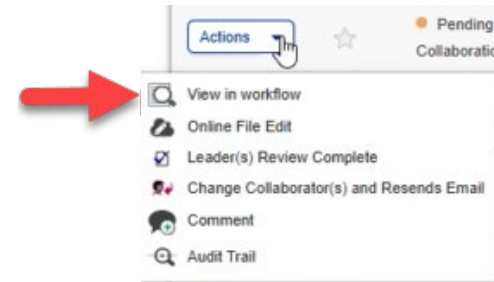 Actions
Pending
View in workflow
Online File Edit
Leader(s) Review Complete
Change Collaborator(s) and Resends Email
Comment
Audit Trail